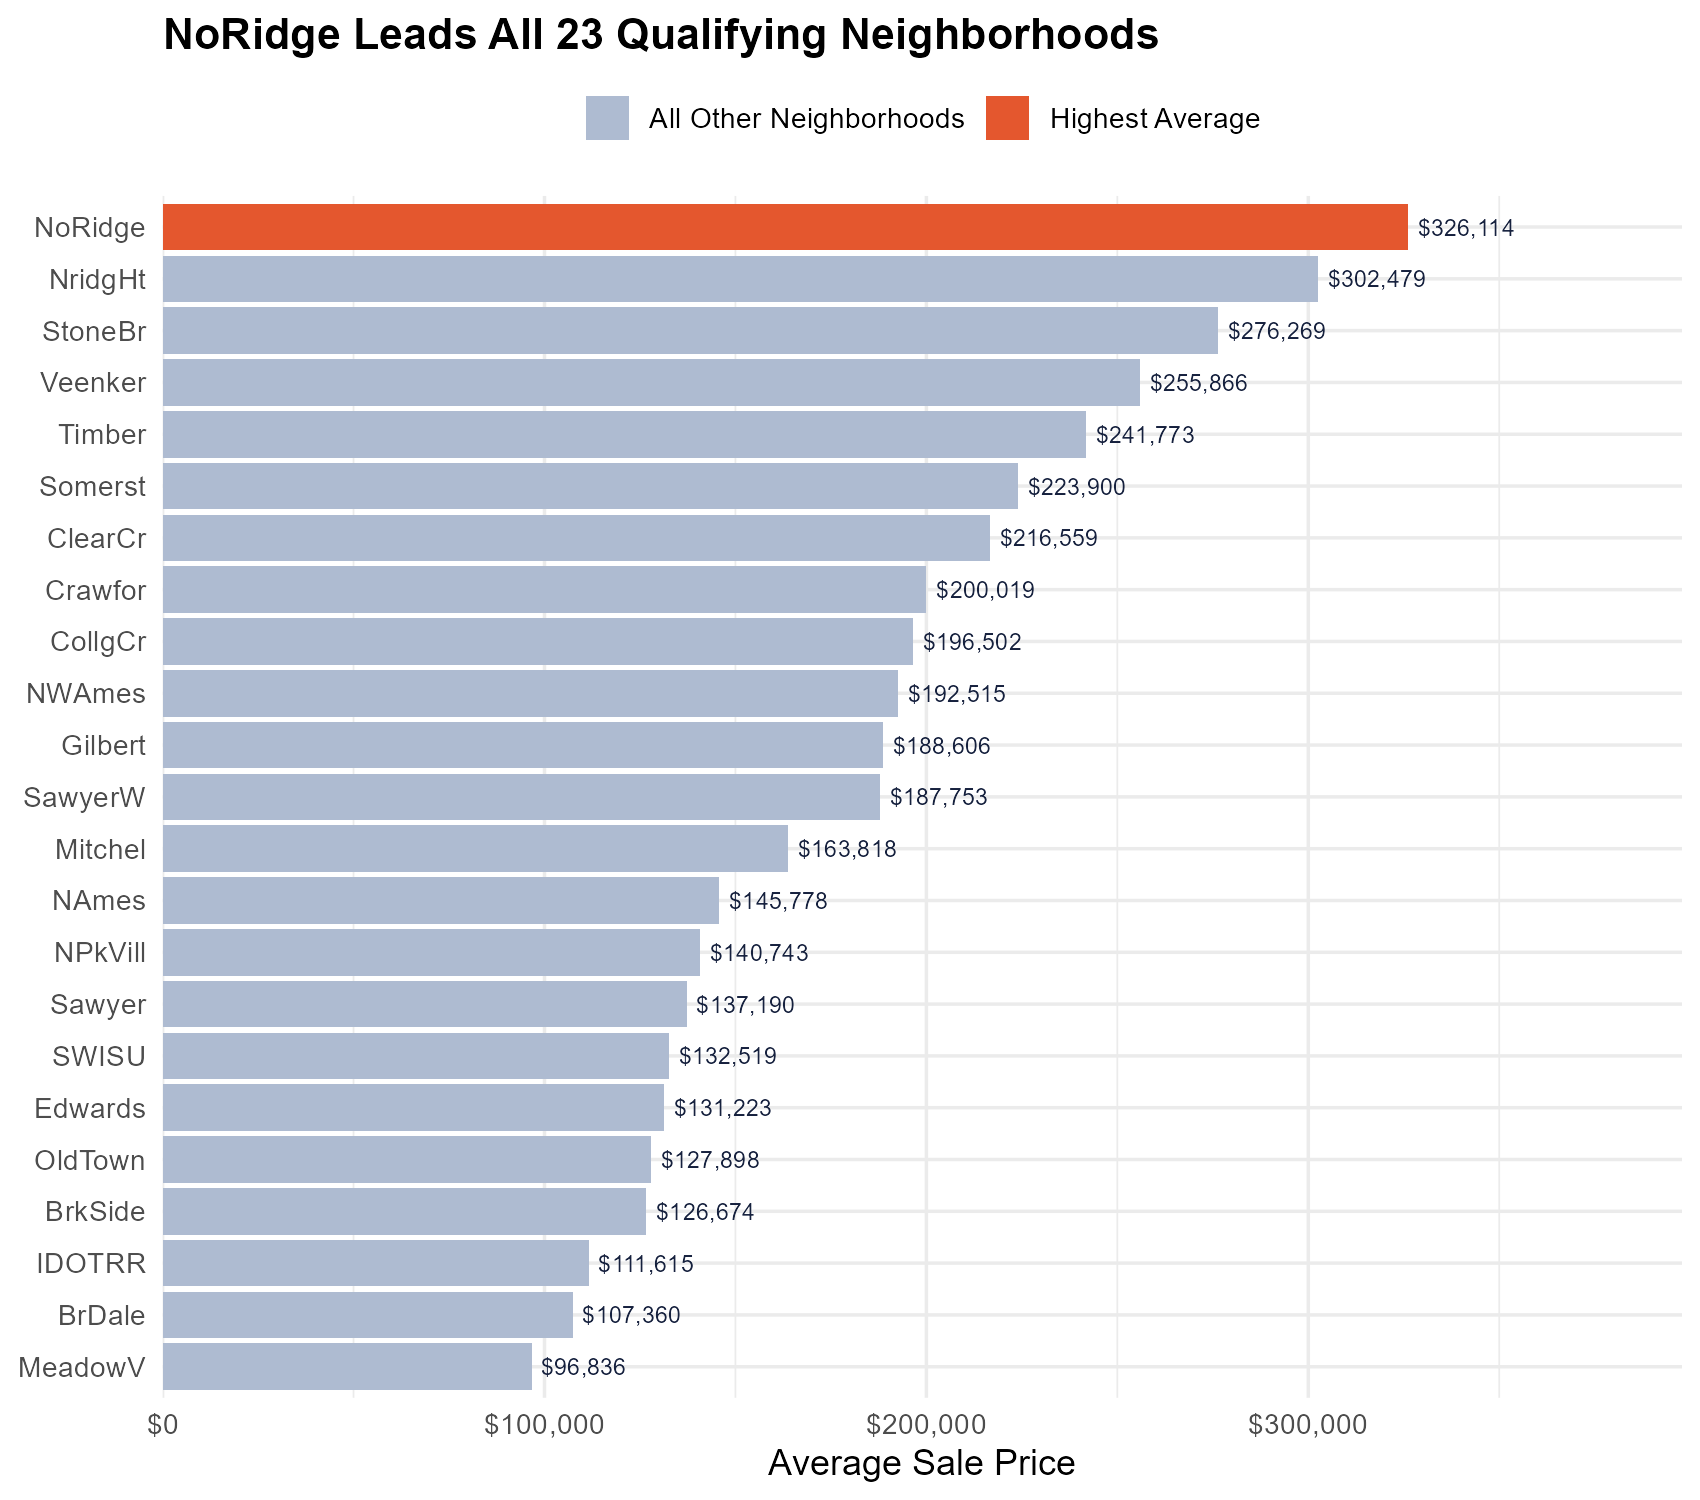 NoRidge Leads All 23 Qualifying Neighborhoods
All Other Neighborhoods
Highest Average
NoRidge $326,114
NridgHt $302,479
StoneBr $276,269
Veenker $255,866
Timber $241,773
Somerst $223,900
ClearCr $216,559
Crawfor $200,019
CollgCr $196,502
NWAmes $192,515
Gilbert $188,606
SawyerW $187,753
Mitchel $163,818
NAmes $145,778
NPkVill $140,743
Sawyer $137,190
SWISU $132,519
Edwards $131,223
OldTown $127,898
BrkSide $126,674
IDOTRR $111,615
BrDale $107,360
MeadowV $96,836
$0 $100,000 $200,000 $300,000
Average Sale Price